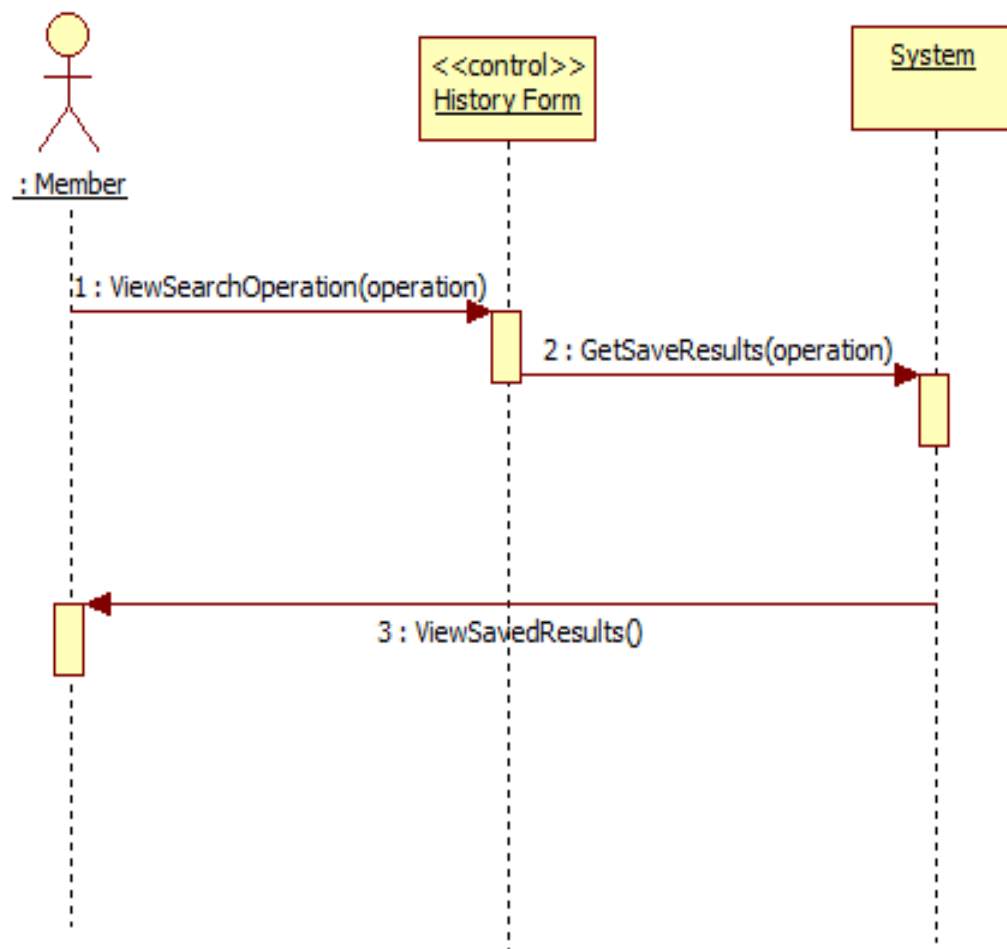 <<control>>
History Form
System
: Member
1 : ViewSearchOperation(operation)
2 : GetSaveResults(operation)
3 : ViewSavedResults()